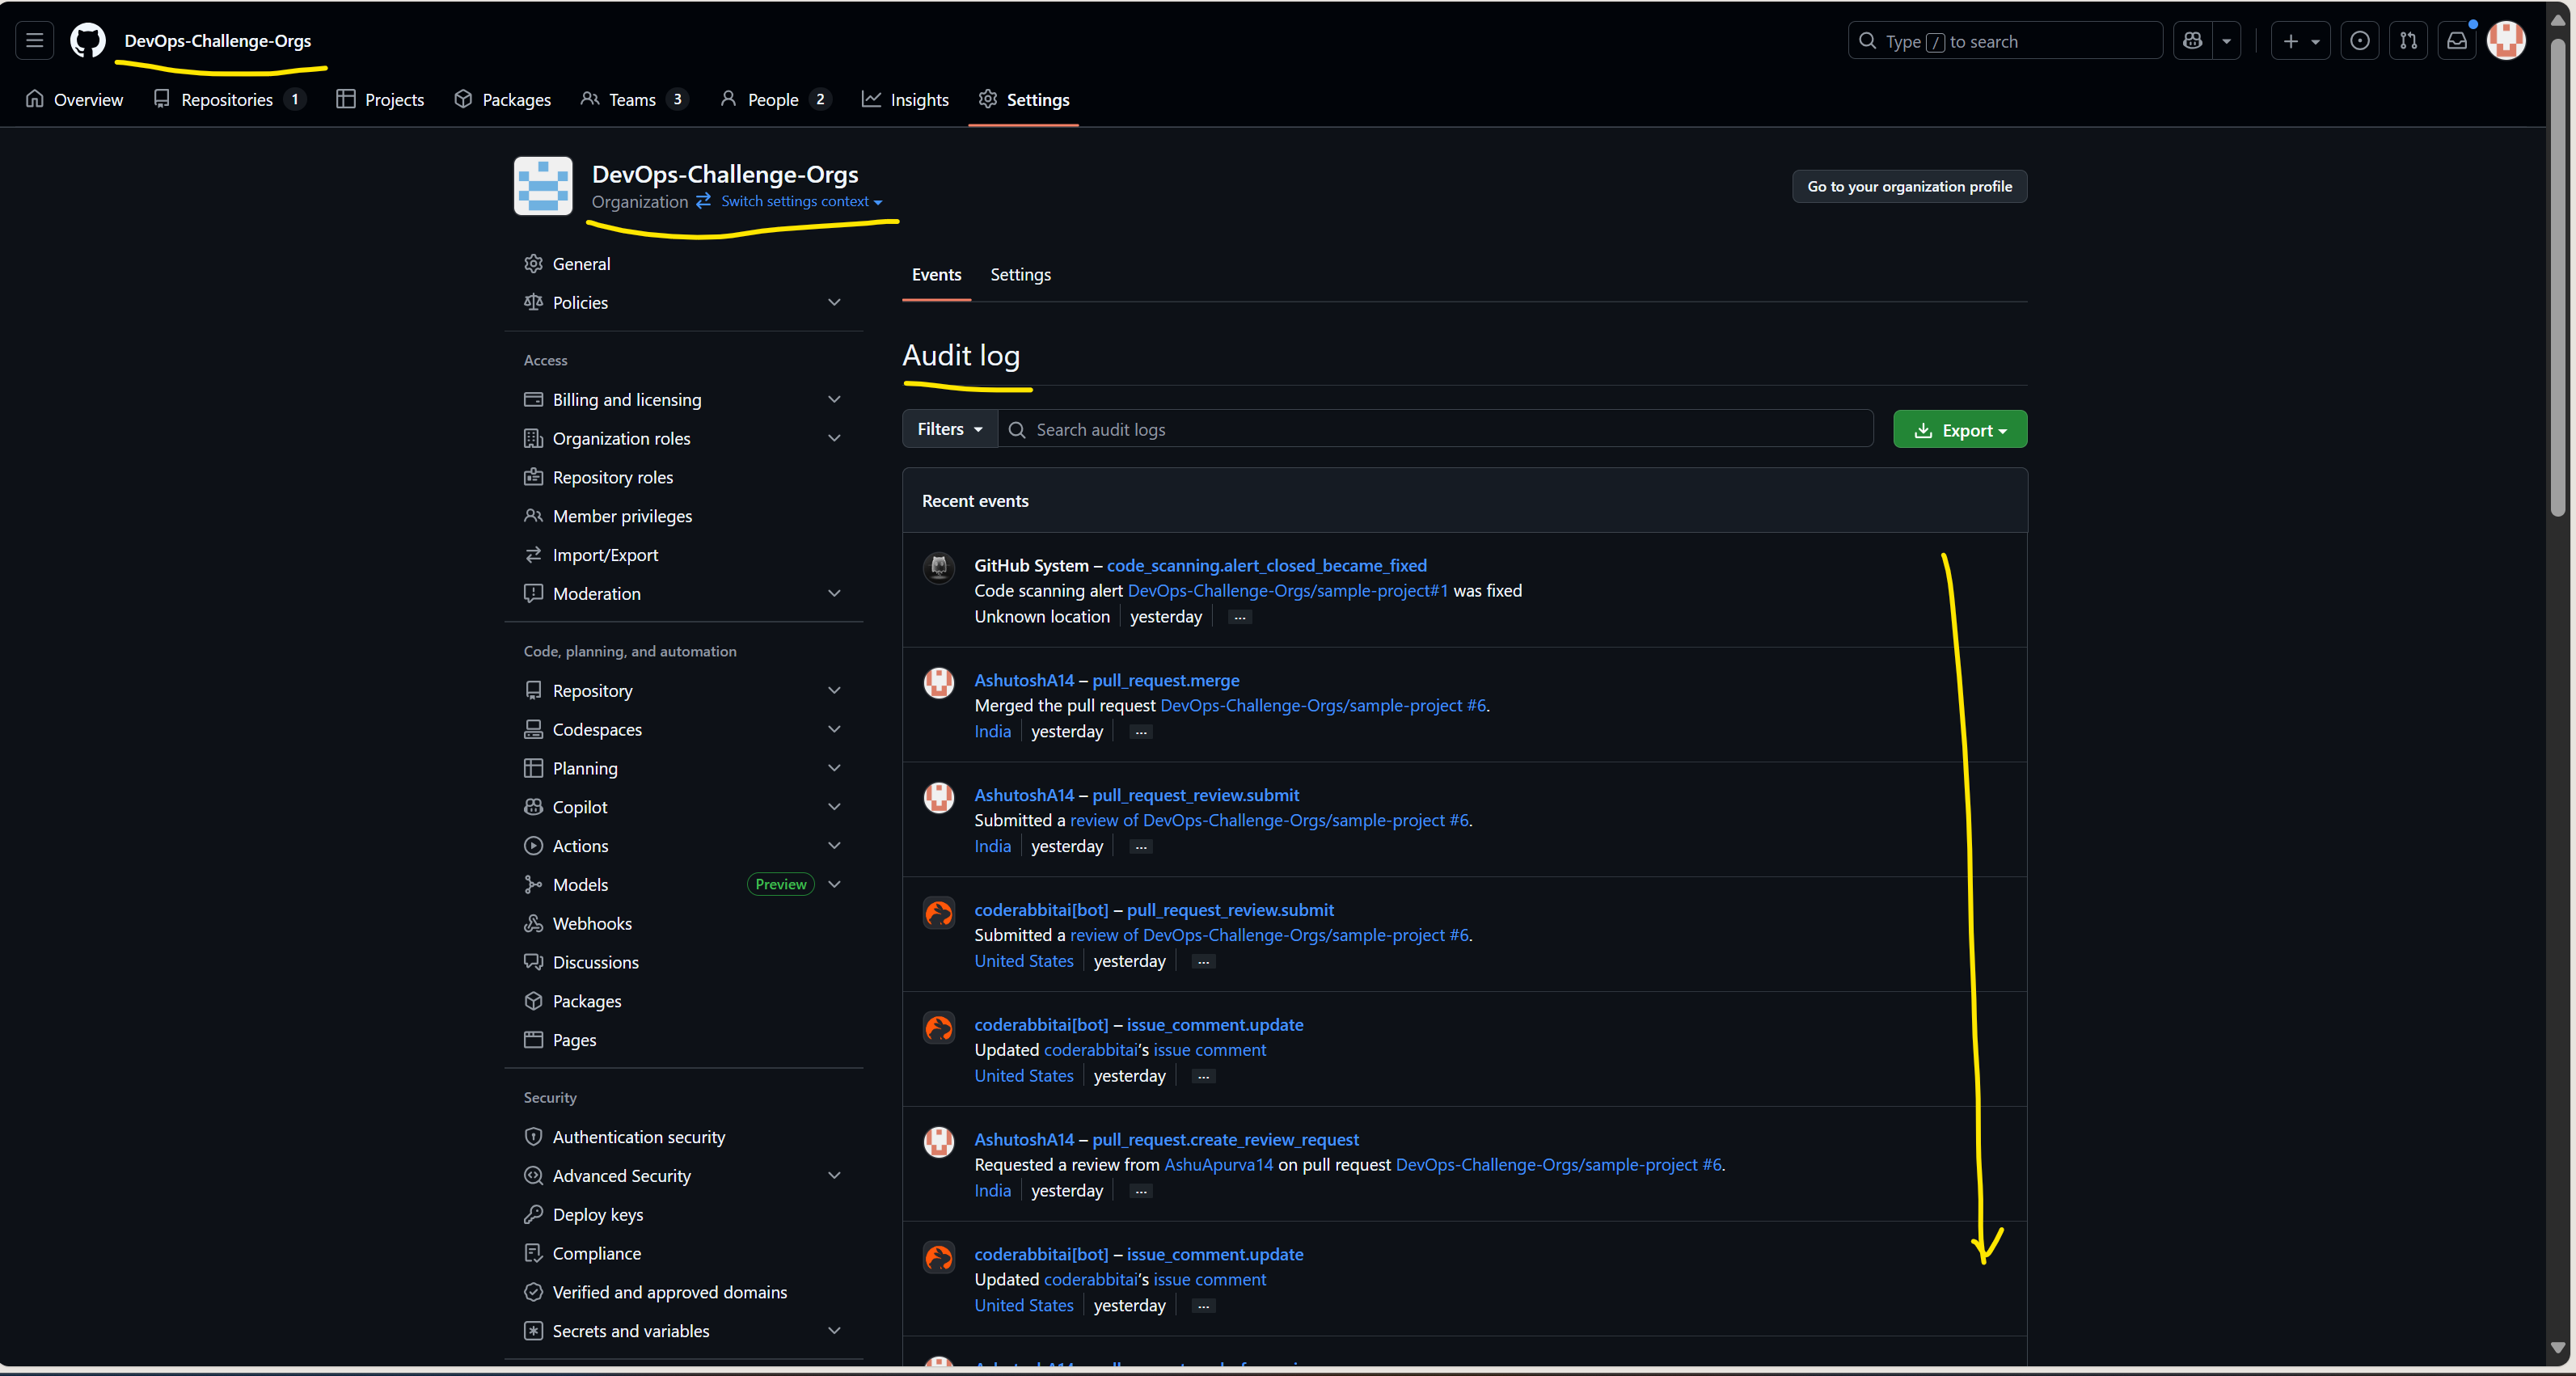 DevOps-Challenge-Orgs
Type / to search
Overview
Repositories 1
Projects
Packages
Teams 3
People 2
Insights
Settings
DevOps-Challenge-Orgs
Organization Switch settings context
Go to your organization profile
General
Policies
Access
Billing and licensing
Organization roles
Repository roles
Member privileges
Import/Export
Moderation
Code, planning, and automation
Repository
Codespaces
Planning
Copilot
Actions
Models Preview
Webhooks
Discussions
Packages
Pages
Security
Authentication security
Advanced Security
Deploy keys
Compliance
Verified and approved domains
Secrets and variables
Events
Settings
Audit log
Filters
Search audit logs
Export
Recent events
GitHub System – code_scanning.alert_closed_became_fixed
Code scanning alert DevOps-Challenge-Orgs/sample-project#1 was fixed
Unknown location yesterday ...
AshutoshA14 – pull_request.merge
Merged the pull request DevOps-Challenge-Orgs/sample-project #6.
India yesterday ...
AshutoshA14 – pull_request_review.submit
Submitted a review of DevOps-Challenge-Orgs/sample-project #6.
India yesterday ...
coderabbitai[bot] – pull_request_review.submit
Submitted a review of DevOps-Challenge-Orgs/sample-project #6.
United States yesterday ...
coderabbitai[bot] – issue_comment.update
Updated coderabbitai's issue comment
United States yesterday ...
AshutoshA14 – pull_request.create_review_request
Requested a review from AshuApurva14 on pull request DevOps-Challenge-Orgs/sample-project #6.
India yesterday ...
coderabbitai[bot] – issue_comment.update
Updated coderabbitai's issue comment
United States yesterday ...